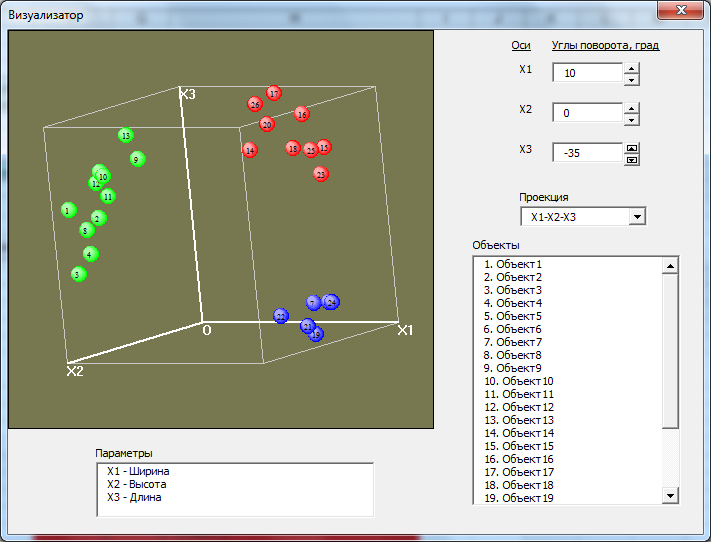 Визуализатор
X3
17
26
16
20
14
18
25
15
23
13
9
12
10
11
1
2
8
4
3
7
24
22
21
19
O
X1
X2
Оси Углы поворота, град
X1 10
X2 0
X3 -35
Проекция
X1-X2-X3
Объекты
1. Объект1
2. Объект2
3. Объект3
4. Объект4
5. Объект5
6. Объект6
7. Объект7
8. Объект8
9. Объект9
10. Объект10
11. Объект11
12. Объект12
13. Объект13
14. Объект14
15. Объект15
16. Объект16
17. Объект17
18. Объект18
19. Объект19
Параметры
X1 - Ширина
X2 - Высота
X3 - Длина